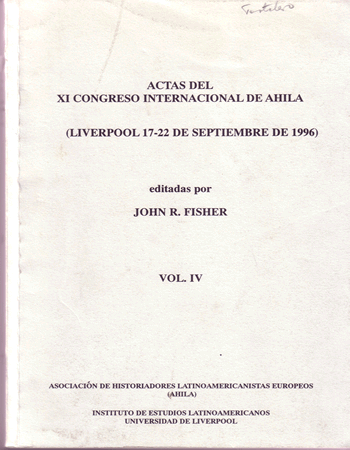 ACTAS DEL
XI CONGRESO INTERNACIONAL DE AHILA
(LIVERPOOL 17-22 DE SEPTIEMBRE DE 1996)
editadas por
JOHN R. FISHER
VOL. IV
ASOCIACIÓN DE HISTORIADORES LATINOAMERICANISTAS EUROPEOS
(AHILA)
INSTITUTO DE ESTUDIOS LATINOAMERICANOS
UNIVERSIDAD DE LIVERPOOL